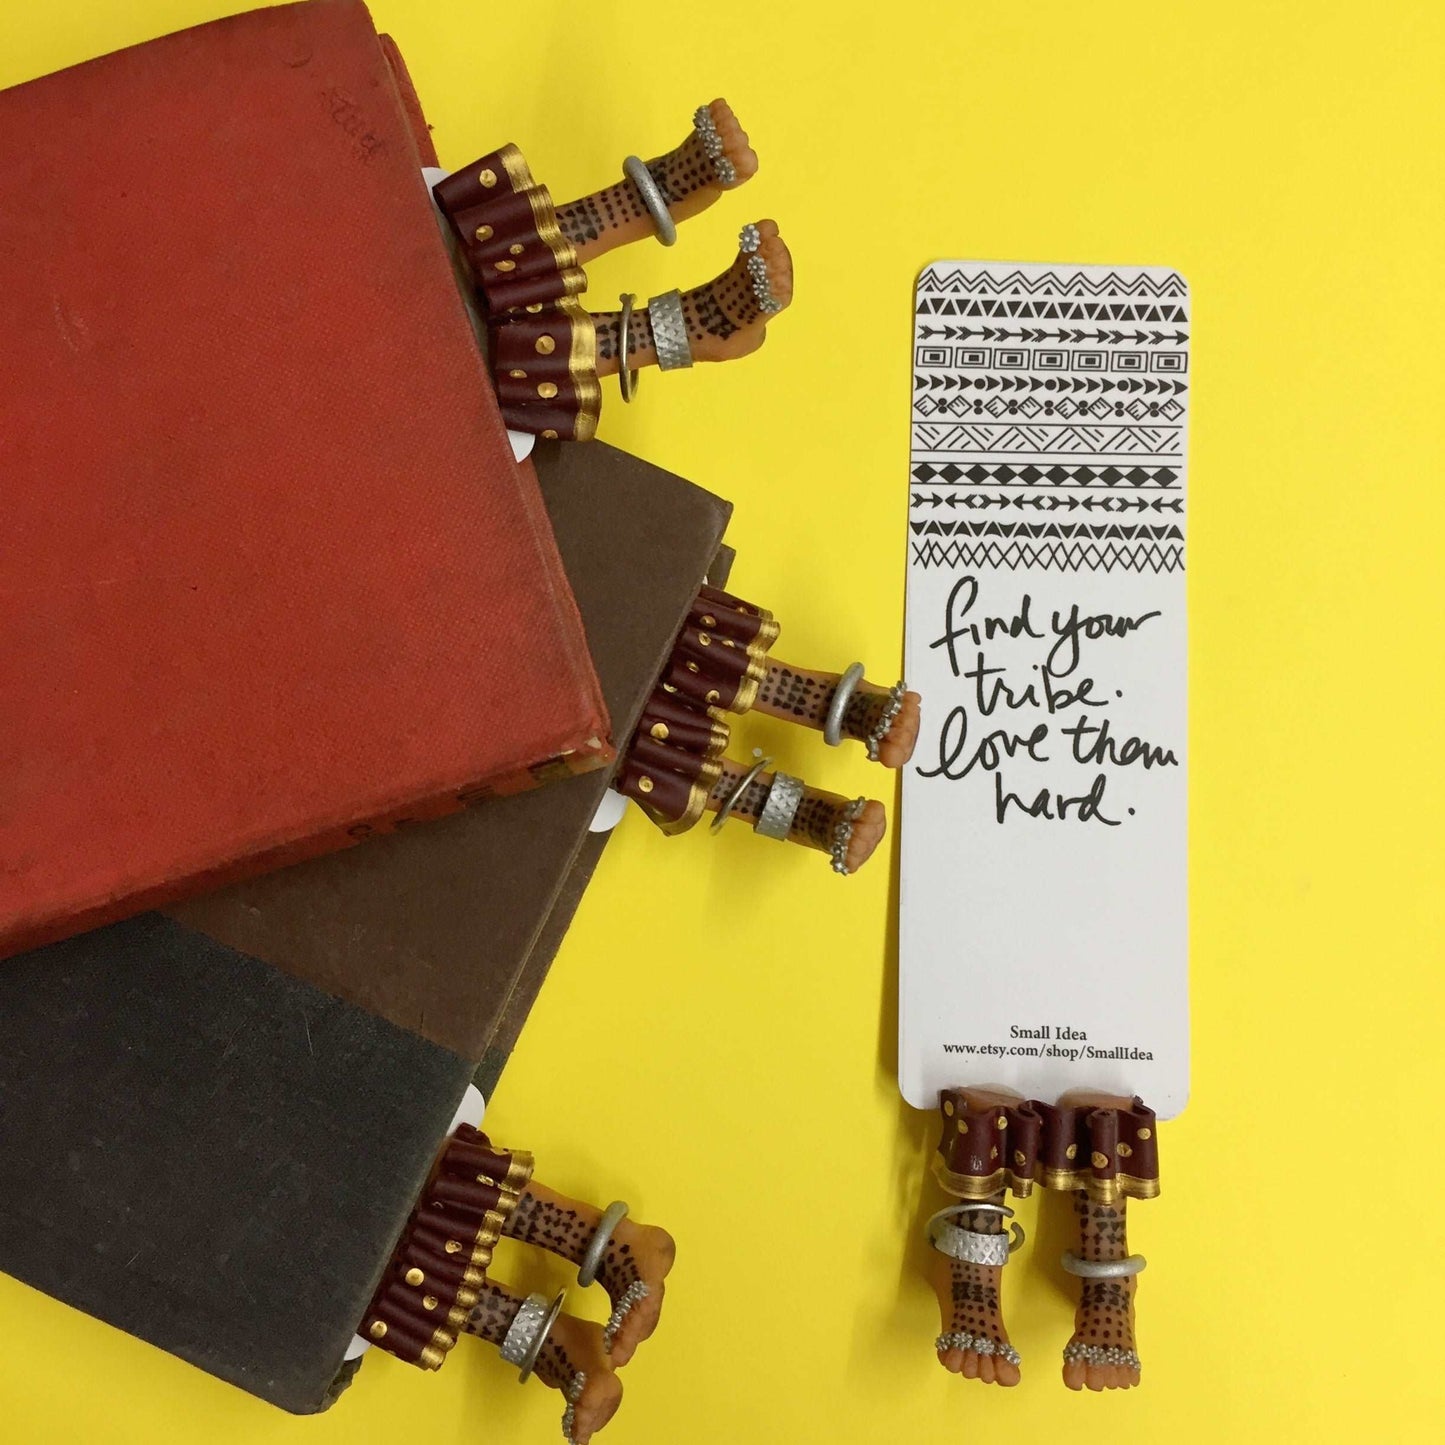 find your
tribe.
love them
hard.
Small Idea
www.etsy.com/shop/SmallIdea